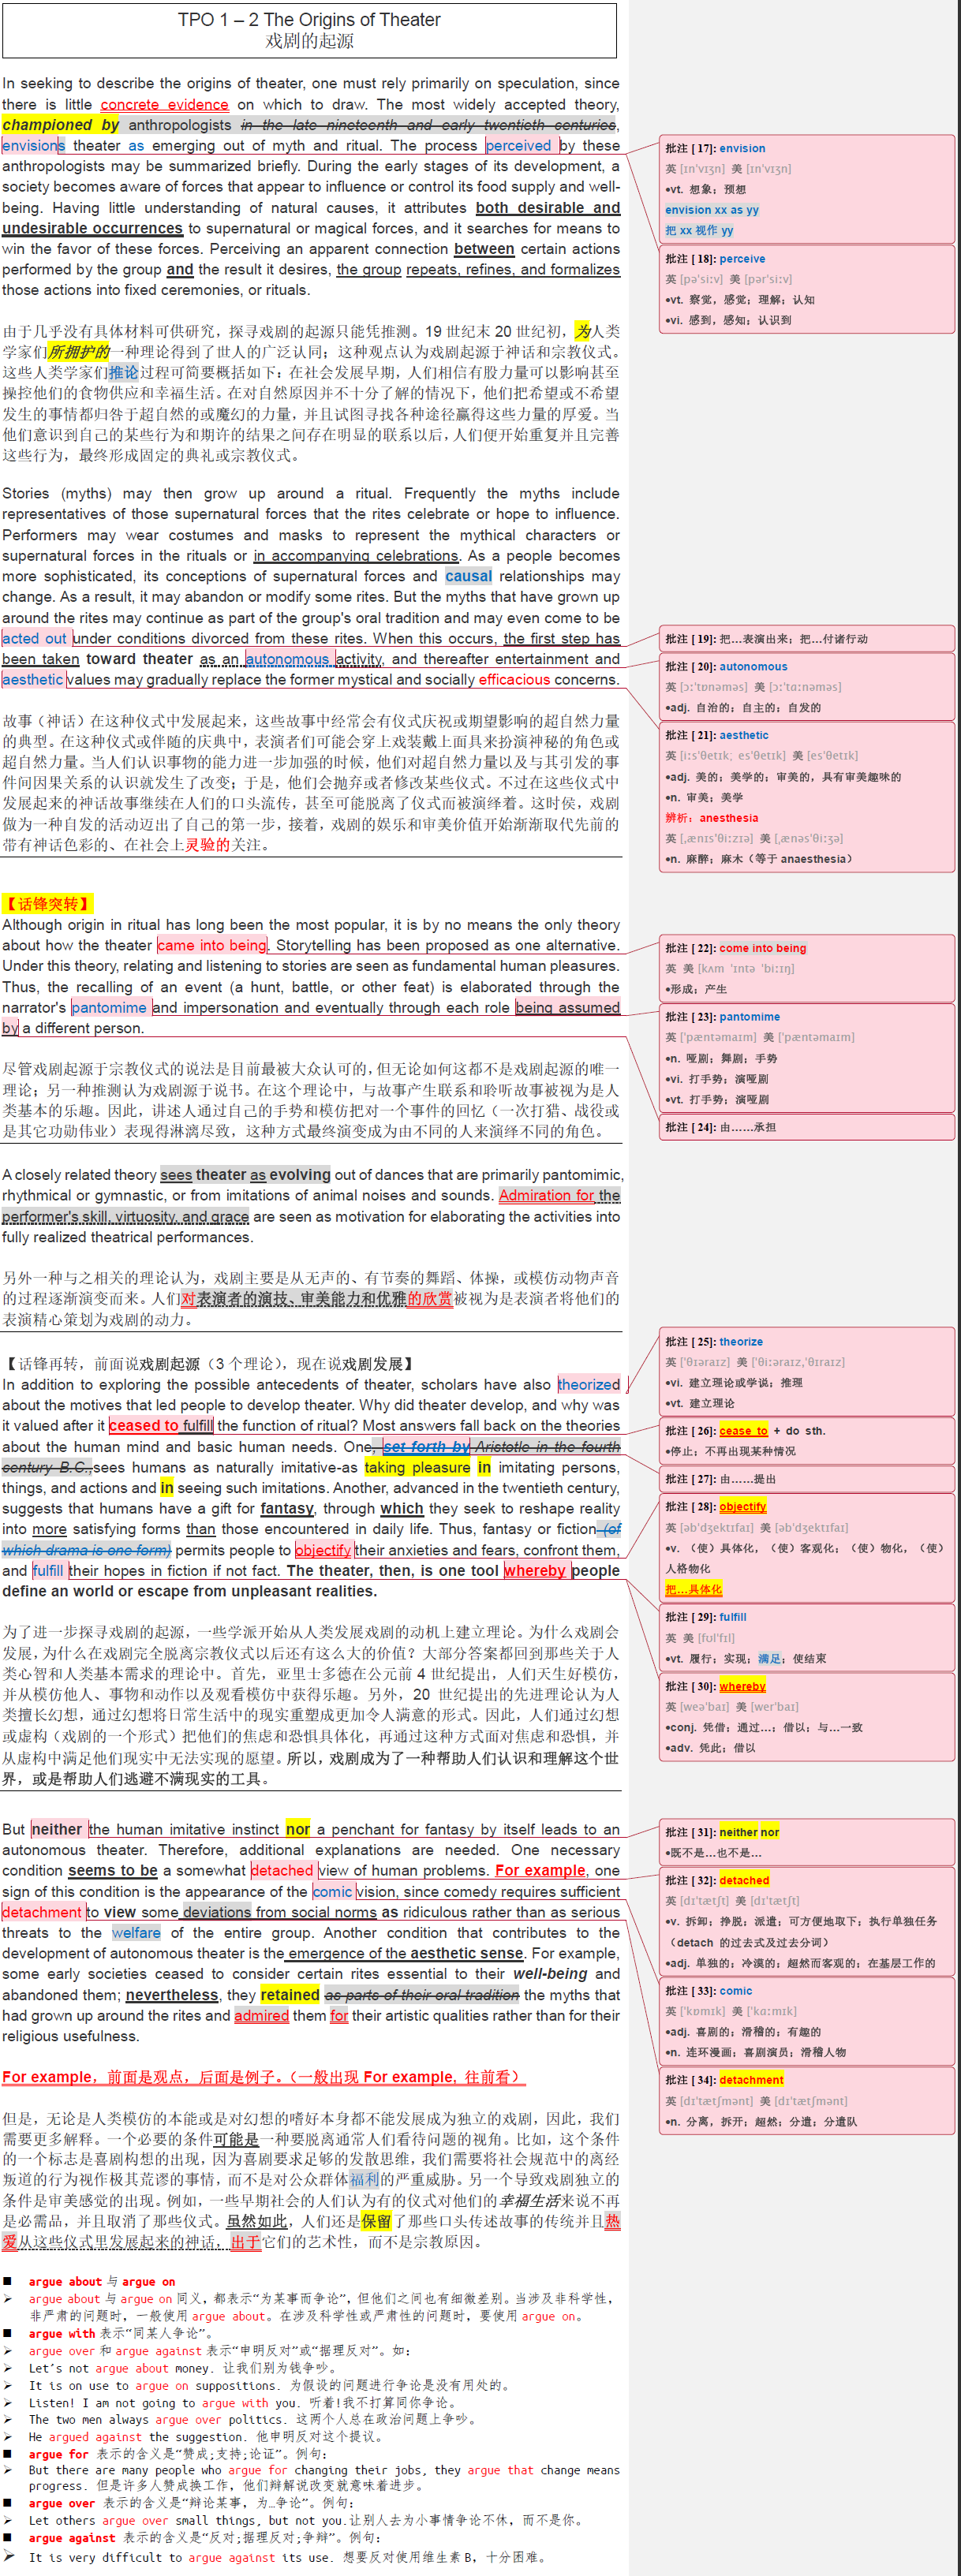 TPO 1 – 2 The Origins of Theater
戏剧的起源
In seeking to describe the origins of theater, one must rely primarily on speculation, since
there is little concrete evidence on which to draw. The most widely accepted theory,
championed by anthropologists in the late nineteenth and early twentieth centuries,
envisions theater as emerging out of myth and ritual. The process perceived by these
anthropologists may be summarized briefly. During the early stages of its development, a
society becomes aware of forces that appear to influence or control its food supply and well-
being. Having little understanding of natural causes, it attributes both desirable and
undesirable occurrences to supernatural or magical forces, and it searches for means to
win the favor of these forces. Perceiving an apparent connection between certain actions
performed by the group and the result it desires, the group repeats, refines, and formalizes
those actions into fixed ceremonies, or rituals.
由于几乎没有具体材料可供研究，探寻戏剧的起源只能凭推测。19 世纪末 20 世纪初，为人类
学家们所拥护的一种理论得到了世人的广泛认同；这种观点认为戏剧起源于神话和宗教仪式。
这些人类学家们推论过程可简要概括如下：在社会发展早期，人们相信有股力量可以影响甚至
操控他们的食物供应和幸福生活。在对自然原因并不十分了解的情况下，他们把希望或不希望
发生的事情都归咎于超自然的或魔幻的力量，并且试图寻找各种途径赢得这些力量的厚爱。当
他们意识到自己的某些行为和期许的结果之间存在明显的联系以后，人们便开始重复并且完善
这些行为，最终形成固定的典礼或宗教仪式。
Stories (myths) may then grow up around a ritual. Frequently the myths include
representatives of those supernatural forces that the rites celebrate or hope to influence.
Performers may wear costumes and masks to represent the mythical characters or
supernatural forces in the rituals or in accompanying celebrations. As a people becomes
more sophisticated, its conceptions of supernatural forces and causal relationships may
change. As a result, it may abandon or modify some rites. But the myths that have grown up
around the rites may continue as part of the group's oral tradition and may even come to be
acted out under conditions divorced from these rites. When this occurs, the first step has
been taken toward theater as an autonomous activity, and thereafter entertainment and
aesthetic values may gradually replace the former mystical and socially efficacious concerns.
故事（神话）在这种仪式中发展起来，这些故事中经常会有仪式庆祝或期望影响的超自然力量
的典型。在这种仪式或伴随的庆典中，表演者们可能会穿上戏装戴上面具来扮演神秘的角色或
超自然力量。当人们认识事物的能力进一步加强的时候，他们对超自然力量以及与其引发的事
件间因果关系的认识就发生了改变；于是，他们会抛弃或者修改某些仪式。不过在这些仪式中
发展起来的神话故事继续在人们的口头流传，甚至可能脱离了仪式而被演绎着。这时侯，戏剧
做为一种自发的活动迈出了自己的第一步，接着，戏剧的娱乐和审美价值开始渐渐取代先前的
带有神话色彩的、在社会上灵验的关注。
【话锋突转】
Although origin in ritual has long been the most popular, it is by no means the only theory
about how the theater came into being. Storytelling has been proposed as one alternative.
Under this theory, relating and listening to stories are seen as fundamental human pleasures.
Thus, the recalling of an event (a hunt, battle, or other feat) is elaborated through the
narrator's pantomime and impersonation and eventually through each role being assumed
by a different person.
尽管戏剧起源于宗教仪式的说法是目前最被大众认可的，但无论如何这都不是戏剧起源的唯一
理论；另一种推测认为戏剧源于说书。在这个理论中，与故事产生联系和聆听故事被视为是人
类基本的乐趣。因此，讲述人通过自己的手势和模仿把对一个事件的回忆（一次打猎、战役或
是其它功勋伟业）表现得淋漓尽致，这种方式最终演变成为由不同的人来演绎不同的角色。
A closely related theory sees theater as evolving out of dances that are primarily pantomimic,
rhythmical or gymnastic, or from imitations of animal noises and sounds. Admiration for the
performer's skill, virtuosity, and grace are seen as motivation for elaborating the activities into
fully realized theatrical performances.
另外一种与之相关的理论认为，戏剧主要是从无声的、有节奏的舞蹈、体操，或模仿动物声音
的过程逐渐演变而来。人们对表演者的演技、审美能力和优雅的欣赏被视为是表演者将他们的
表演精心策划为戏剧的动力。
【话锋再转，前面说戏剧起源（3 个理论），现在说戏剧发展】
In addition to exploring the possible antecedents of theater, scholars have also theorized
about the motives that led people to develop theater. Why did theater develop, and why was
it valued after it ceased to fulfill the function of ritual? Most answers fall back on the theories
about the human mind and basic human needs. One, set forth by Aristotle in the fourth
century B.C., sees humans as naturally imitative-as taking pleasure in imitating persons,
things, and actions and in seeing such imitations. Another, advanced in the twentieth century,
suggests that humans have a gift for fantasy, through which they seek to reshape reality
into more satisfying forms than those encountered in daily life. Thus, fantasy or fiction (of
which drama is one form) permits people to objectify their anxieties and fears, confront them,
and fulfill their hopes in fiction if not fact. The theater, then, is one tool whereby people
define an world or escape from unpleasant realities.
为了进一步探寻戏剧的起源，一些学派开始从人类发展戏剧的动机上建立理论。为什么戏剧会
发展，为什么在戏剧完全脱离宗教仪式以后还有这么大的价值？大部分答案都回到那些关于人
类心智和人类基本需求的理论中。首先，亚里士多德在公元前 4 世纪提出，人们天生好模仿，
并从模仿他人、事物和动作以及观看模仿中获得乐趣。另外，20 世纪提出的先进理论认为人
类擅长幻想，通过幻想将日常生活中的现实重塑成更加令人满意的形式。因此，人们通过幻想
或虚构（戏剧的一个形式）把他们的焦虑和恐惧具体化，再通过这种方式面对焦虑和恐惧，并
从虚构中满足他们现实中无法实现的愿望。所以，戏剧成为了一种帮助人们认识和理解这个世
界，或是帮助人们逃避不满现实的工具。
But neither the human imitative instinct nor a penchant for fantasy by itself leads to an
autonomous theater. Therefore, additional explanations are needed. One necessary
condition seems to be a somewhat detached view of human problems. For example, one
sign of this condition is the appearance of the comic vision, since comedy requires sufficient
detachment to view some deviations from social norms as ridiculous rather than as serious
threats to the welfare of the entire group. Another condition that contributes to the
development of autonomous theater is the emergence of the aesthetic sense. For example,
some early societies ceased to consider certain rites essential to their well-being and
abandoned them; nevertheless, they retained as parts of their oral tradition the myths that
had grown up around the rites and admired them for their artistic qualities rather than for their
religious usefulness.
For example，前面是观点，后面是例子。（一般出现 For example, 往前看）
但是，无论是人类模仿的本能或是对幻想的嗜好本身都不能发展成为独立的戏剧，因此，我们
需要更多解释。一个必要的条件可能是一种要脱离通常人们看待问题的视角。比如，这个条件
的一个标志是喜剧构想的出现，因为喜剧要求足够的发散思维，我们需要将社会规范中的离经
叛道的行为视作极其荒谬的事情，而不是对公众群体福利的严重威胁。另一个导致戏剧独立的
条件是审美感觉的出现。例如，一些早期社会的人们认为有的仪式对他们的幸福生活来说不再
是必需品，并且取消了那些仪式。虽然如此，人们还是保留了那些口头传述故事的传统并且热
爱从这些仪式里发展起来的神话，出于它们的艺术性，而不是宗教原因。
■ argue about 与 argue on
➢ argue about 与 argue on 同义，都表示“为某事而争论”，但他们之间也有细微差别。当涉及非科学性，
非严肃的问题时，一般使用 argue about。在涉及科学性或严肃性的问题时，要使用 argue on。
■ argue with 表示“同某人争论”。
➢ argue over 和 argue against 表示“申明反对”或“据理反对”。如：
➢ Let's not argue about money. 让我们别为钱争吵。
➢ It is on use to argue on suppositions. 为假设的问题进行争论是没有用处的。
➢ Listen! I am not going to argue with you. 听着!我不打算同你争论。
➢ The two men always argue over politics. 这两个人总在政治问题上争吵。
➢ He argued against the suggestion. 他申明反对这个提议。
■ argue for 表示的含义是“赞成;支持;论证”。例句:
➢ But there are many people who argue for changing their jobs, they argue that change means
progress. 但是许多人赞成换工作，他们辩解说改变就意味着进步。
■ argue over 表示的含义是“辩论某事，为…争论”。例句:
➢ Let others argue over small things, but not you.让别人去为小事情争论不休，而不是你。
■ argue against 表示的含义是“反对;据理反对;争辩”。例句:
➢ It is very difficult to argue against its use. 想要反对使用维生素 B，十分困难。
批注 [17]: envision
英 [ɪn'vɪʒn] 美 [ɪn'vɪʒn]
•vt. 想象；预想
envision xx as yy
把 xx 视作 yy
批注 [18]: perceive
英 [pə'siːv] 美 [pər'siːv]
•vt. 察觉，感觉；理解；认知
•vi. 感到，感知；认识到
批注 [19]: 把…表演出来；把…付诸行动
批注 [20]: autonomous
英 [ɔː'tɒnəməs] 美 [ɔː'tɑːnəməs]
•adj. 自治的；自主的；自发的
批注 [21]: aesthetic
英 [iːs'θetɪk; es'θetɪk] 美 [es'θetɪk]
•adj. 美的；美学的；审美的，具有审美趣味的
•n. 审美；美学
辨析：anesthesia
英 [ˌænɪs'θiːzɪə] 美 [ˌænəs'θiːʒə]
•n. 麻醉；麻木（等于 anaesthesia）
批注 [22]: come into being
英 美 [kʌm 'ɪntə 'biːɪŋ]
•形成；产生
批注 [23]: pantomime
英 ['pæntəmaɪm] 美 ['pæntəmaɪm]
•n. 哑剧；舞剧；手势
•vi. 打手势；演哑剧
•vt. 打手势；演哑剧
批注 [24]: 由……承担
批注 [25]: theorize
英 ['θɪəraɪz] 美 ['θiːəraɪz,'θɪraɪz]
•vi. 建立理论或学说；推理
•vt. 建立理论
批注 [26]: cease to + do sth.
•停止；不再出现某种情况
批注 [27]: 由……提出
批注 [28]: objectify
英 [əb'dʒektɪfaɪ] 美 [əb'dʒektɪfaɪ]
•v. （使）具体化，（使）客观化；（使）物化，（使）
人格物化
把…具体化
批注 [29]: fulfill
英 美 [fʊl'fɪl]
•vt. 履行；实现；满足；使结束
批注 [30]: whereby
英 [weə'baɪ] 美 [wer'baɪ]
•conj. 凭借；通过…；借以；与…一致
•adv. 凭此；借以
批注 [31]: neither nor
•既不是…也不是…
批注 [32]: detached
英 [dɪ'tætʃt] 美 [dɪ'tætʃt]
•v. 拆卸；挣脱；派遣；可方便地取下；执行单独任务
（detach 的过去式及过去分词）
•adj. 单独的；冷漠的；超然而客观的；在基层工作的
批注 [33]: comic
英 ['kɒmɪk] 美 ['kɑːmɪk]
•adj. 喜剧的；滑稽的；有趣的
•n. 连环漫画；喜剧演员；滑稽人物
批注 [34]: detachment
英 [dɪ'tætʃmənt] 美 [dɪ'tætʃmənt]
•n. 分离，拆开；超然；分遣；分遣队